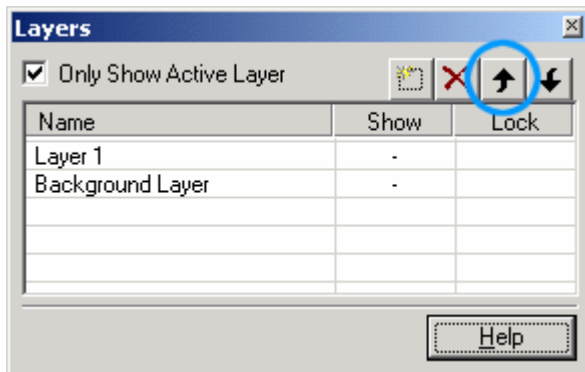 Layers
Only Show Active Layer
Name Show Lock
Layer 1 -
Background Layer -
Help